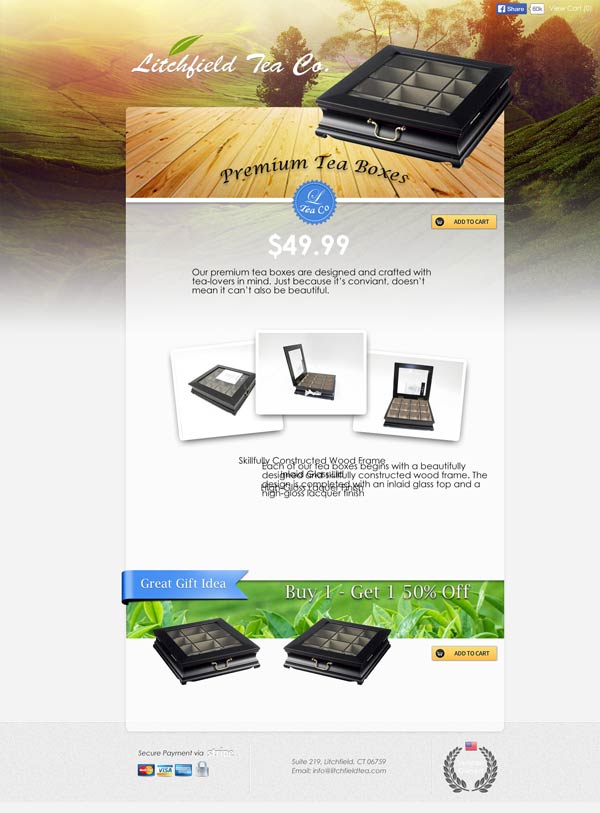 Share 60k View Cart (0)
Litchfield Tea Co.
Premium Tea Boxes
L
Tea Co
ADD TO CART
$49.99
Our premium tea boxes are designed and crafted with
tea-lovers in mind. Just because it's conviant, doesn't
mean it can't also be beautiful.
Skillfully Constructed Wood Frame
Each of our tea boxes begins with a beautifully
Inlaid Glass Lid
designed and skillfully constructed wood frame. The
High-Gloss Lacquer Finish
design is completed with an inlaid glass top and a
high-gloss lacquer finish
Great Gift Idea
Buy 1 - Get 1 50% Off
ADD TO CART
Secure Payment via stripe
MasterCard VISA
Suite 219, Litchfield, CT 06759
Email: info@litchfieldtea.com